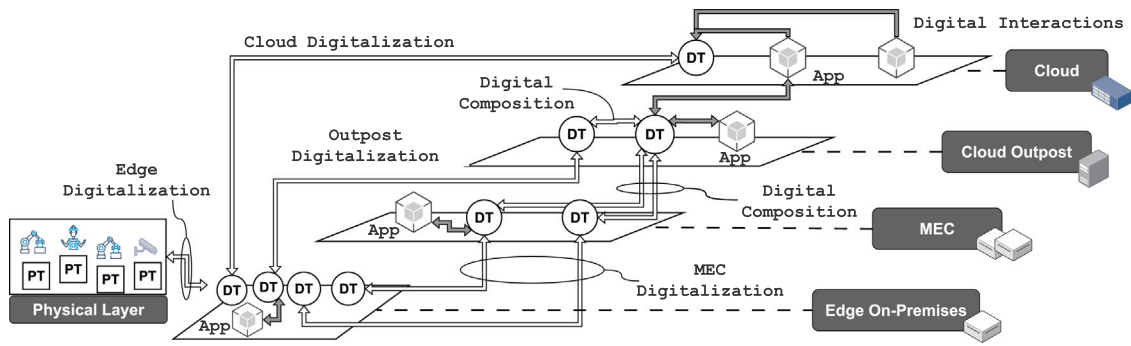 Digital Interactions
Cloud Digitalization
DT
App
Cloud
Digital
Composition
DT
DT
App
Cloud Outpost
Outpost
Digitalization
Edge
Digitalization
Digital
Composition
App
DT
DT
MEC
PT
PT
PT
PT
Physical Layer
MEC
Digitalization
DT
DT
DT
DT
App
Edge On-Premises